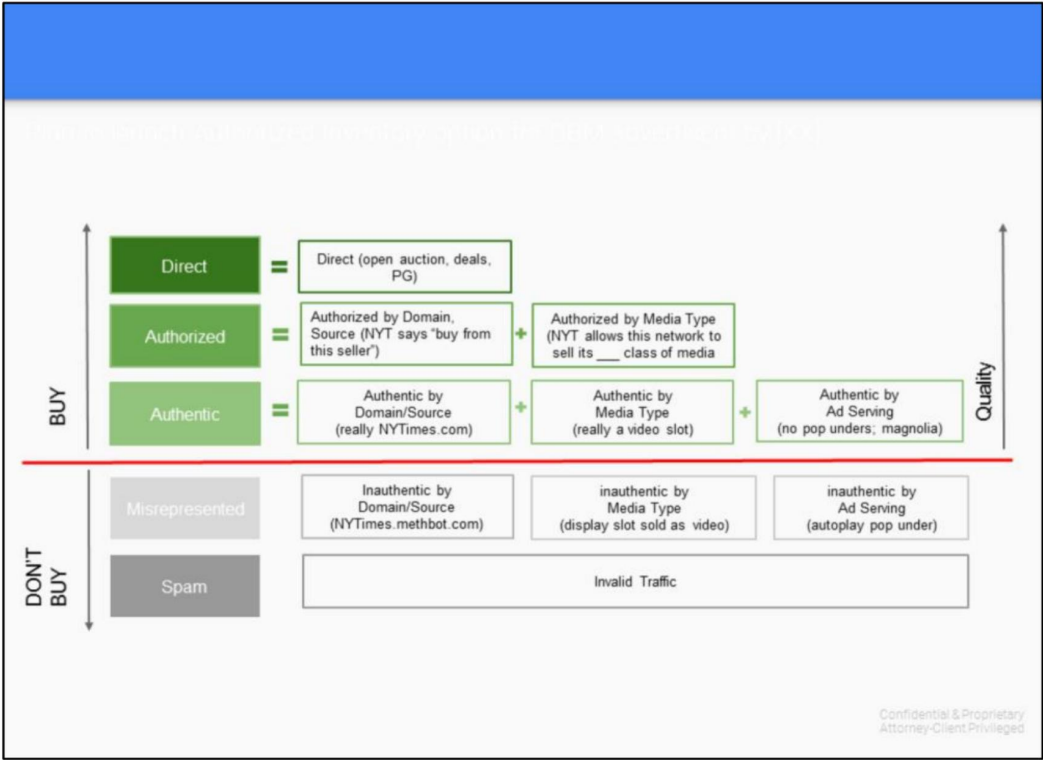 Direct
=
Direct (open auction, deals,
PG)
Authorized
=
Authorized by Domain,
Source (NYT says "buy from
this seller")
+
Authorized by Media Type
(NYT allows this network to
sell its ___ class of media
BUY
Authentic
=
Authentic by
Domain/Source
(really NYTimes.com)
+
Authentic by
Media Type
(really a video slot)
+
Authentic by
Ad Serving
(no pop unders; magnolia)
Quality
Misrepresented
Inauthentic by
Domain/Source
(NYTimes.methbot.com)
inauthentic by
Media Type
(display slot sold as video)
inauthentic by
Ad Serving
(autoplay pop under)
DON'T
BUY
Spam
Invalid Traffic
Confidential & Proprietary
Attorney-Client Privileged